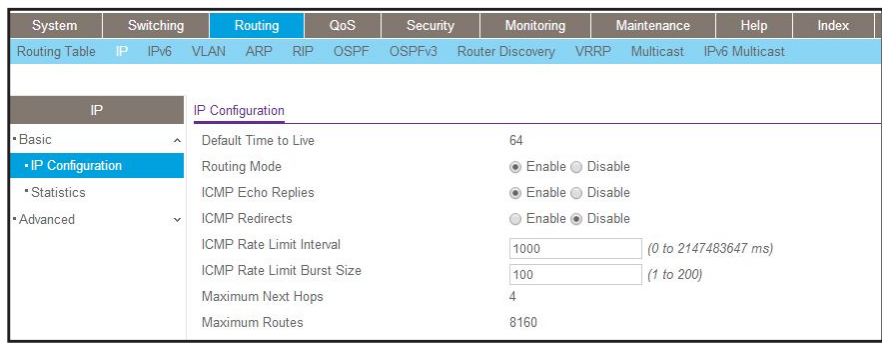 System Switching Routing QoS Security Monitoring Maintenance Help Index
Routing Table IP IPv6 VLAN ARP RIP OSPF OSPFv3 Router Discovery VRRP Multicast IPv6 Multicast
IP
Basic
IP Configuration
Statistics
Advanced
IP Configuration
Default Time to Live 64
Routing Mode Enable Disable
ICMP Echo Replies Enable Disable
ICMP Redirects Enable Disable
ICMP Rate Limit Interval 1000 (0 to 2147483647 ms)
ICMP Rate Limit Burst Size 100 (1 to 200)
Maximum Next Hops 4
Maximum Routes 8160